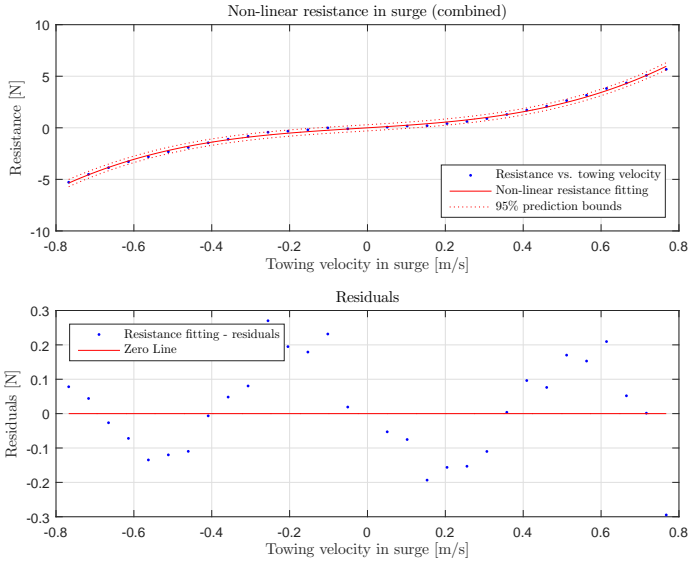 Non-linear resistance in surge (combined)
10
5
0
-5
-10
Resistance [N]
Resistance vs. towing velocity
Non-linear resistance fitting
95% prediction bounds
-0.8 -0.6 -0.4 -0.2 0 0.2 0.4 0.6 0.8
Towing velocity in surge [m/s]
Residuals
0.3
0.2
0.1
0
-0.1
-0.2
-0.3
Residuals [N]
Resistance fitting - residuals
Zero Line
-0.8 -0.6 -0.4 -0.2 0 0.2 0.4 0.6 0.8
Towing velocity in surge [m/s]